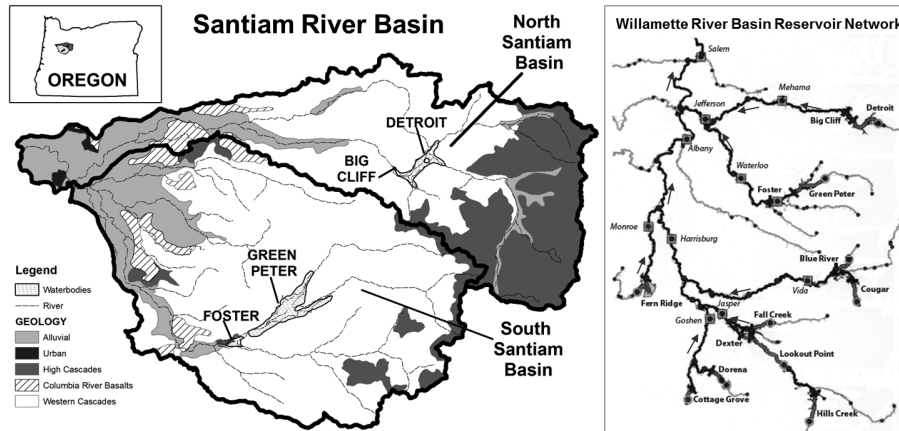 Santiam River Basin
OREGON
North
Santiam
Basin
DETROIT
BIG
CLIFF
GREEN
PETER
FOSTER
South
Santiam
Basin
Legend
Waterbodies
River
GEOLOGY
Alluvial
Urban
High Cascades
Columbia River Basalts
Western Cascades
Willamette River Basin Reservoir Network
Salem
Mehama
Jefferson
Detroit
Big Cliff
Albany
Waterloo
Foster
Green Peter
Monroe
Harrisburg
Blue River
Vida
Cougar
Fern Ridge
Jasper
Goshen
Fall Creek
Dexter
Lookout Point
Dorena
Cottage Grove
Hills Creek